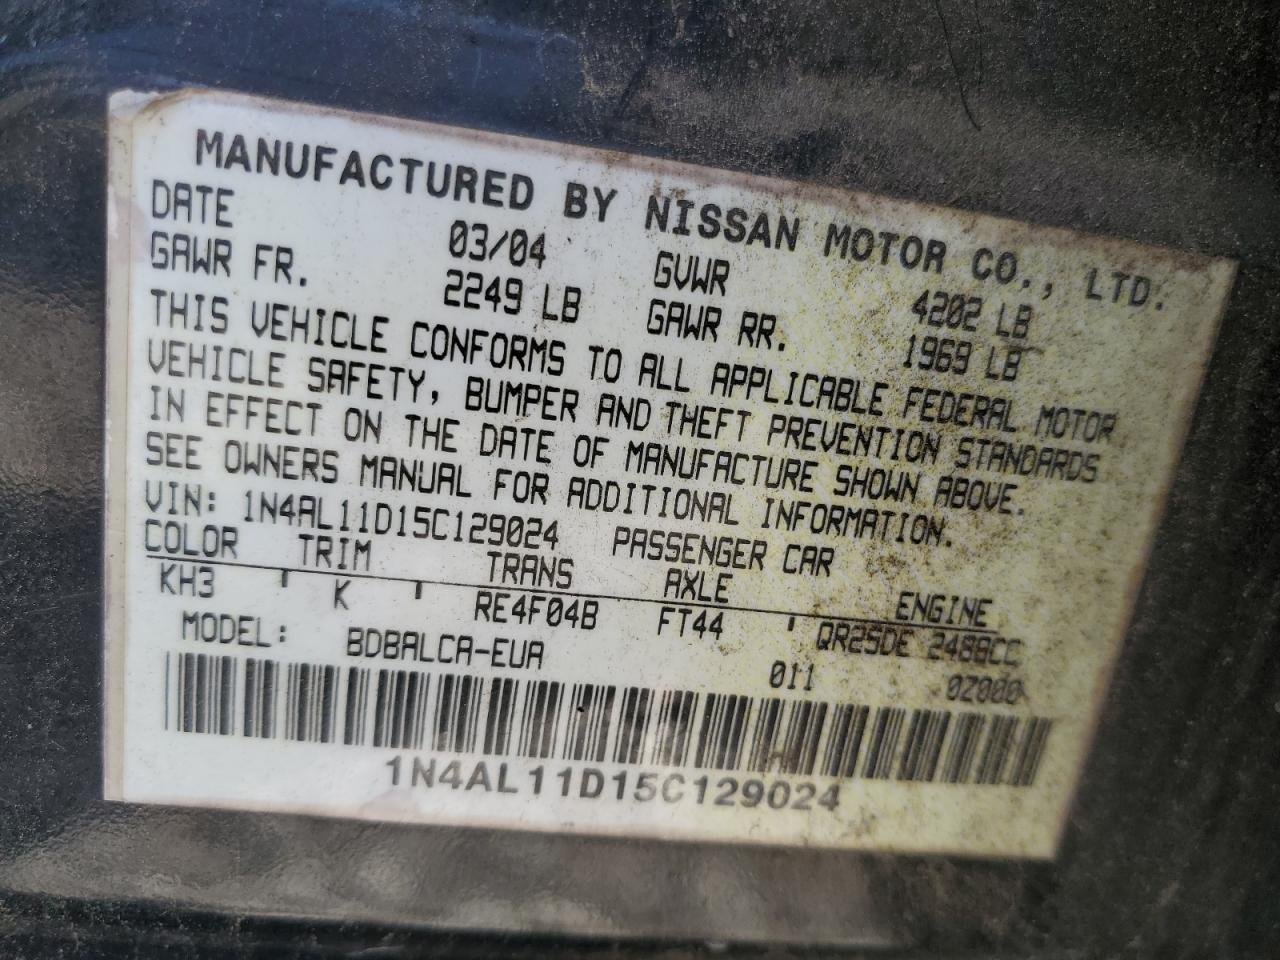 MANUFACTURED BY NISSAN MOTOR CO., LTD.
DATE 03/04 GVWR 4202 LB
GAWR FR. 2249 LB GAWR RR. 1969 LB
THIS VEHICLE CONFORMS TO ALL APPLICABLE FEDERAL MOTOR
VEHICLE SAFETY, BUMPER AND THEFT PREVENTION STANDARDS
IN EFFECT ON THE DATE OF MANUFACTURE SHOWN ABOVE.
SEE OWNERS MANUAL FOR ADDITIONAL INFORMATION.
VIN: 1N4AL11D15C129024 PASSENGER CAR
COLOR TRIM TRANS AXLE ENGINE
KH3 K RE4F04B FT44 QR25DE 2488CC
MODEL: BDBALCA-EUA 011 0Z000
1N4AL11D15C129024